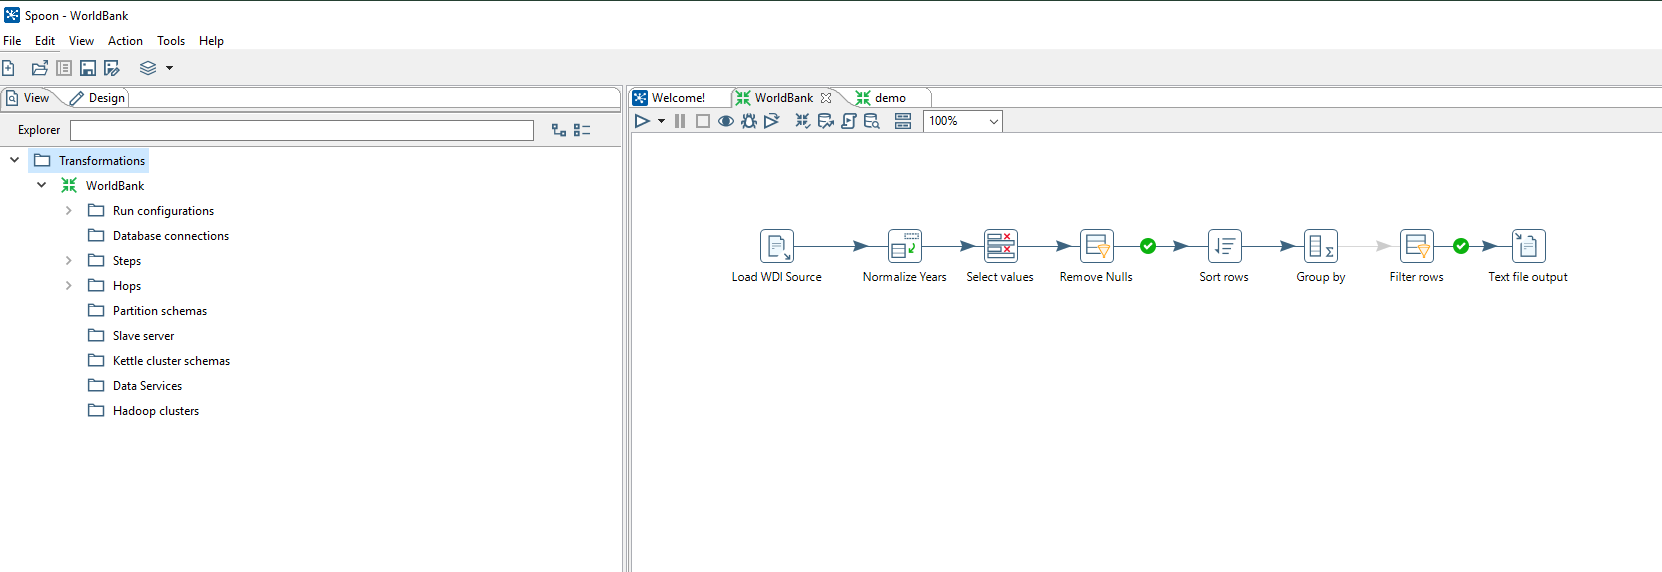 Spoon - WorldBank
File Edit View Action Tools Help
View Design
Explorer
Transformations
WorldBank
Run configurations
Database connections
Steps
Hops
Partition schemas
Slave server
Kettle cluster schemas
Data Services
Hadoop clusters
Welcome! WorldBank demo
100%
Load WDI Source Normalize Years Select values Remove Nulls Sort rows Group by Filter rows Text file output